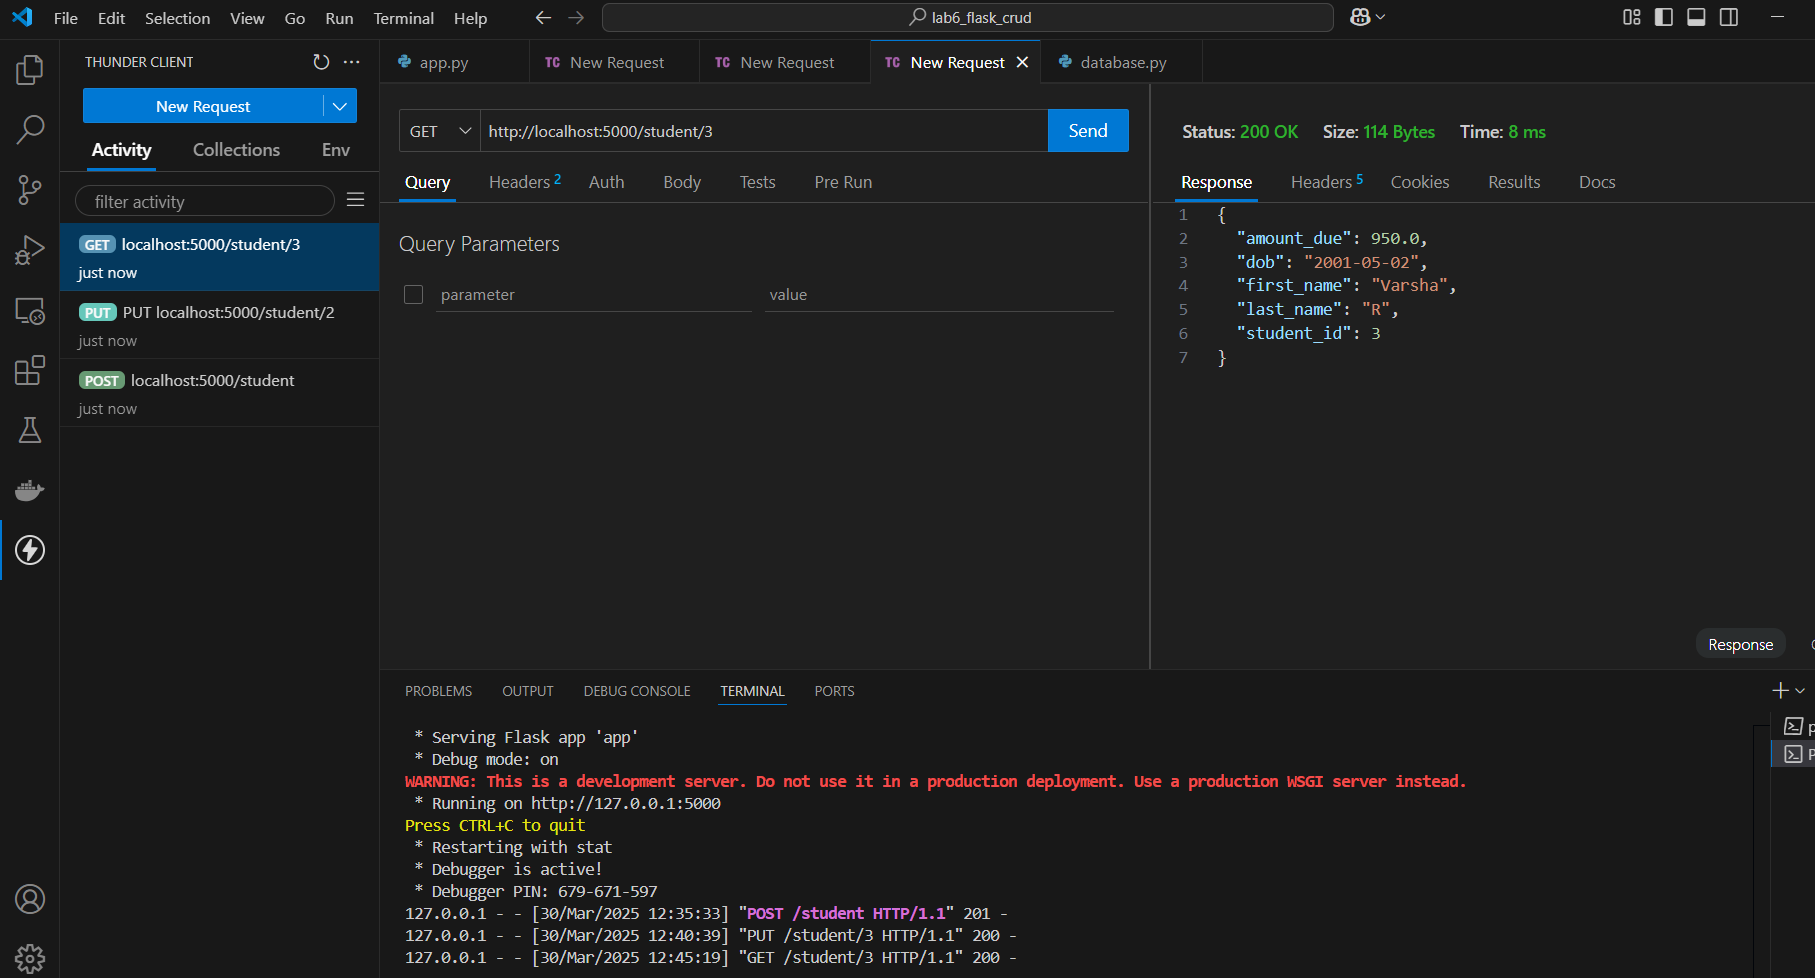 File Edit Selection View Go Run Terminal Help
lab6_flask_crud
THUNDER CLIENT
New Request
Activity Collections Env
filter activity
GET localhost:5000/student/3
just now
PUT PUT localhost:5000/student/2
just now
POST localhost:5000/student
just now
app.py TC New Request TC New Request TC New Request database.py
GET http://localhost:5000/student/3 Send
Query Headers 2 Auth Body Tests Pre Run
Query Parameters
parameter value
Status: 200 OK Size: 114 Bytes Time: 8 ms
Response Headers 5 Cookies Results Docs
1 {
2 "amount_due": 950.0,
3 "dob": "2001-05-02",
4 "first_name": "Varsha",
5 "last_name": "R",
6 "student_id": 3
7 }
Response
PROBLEMS OUTPUT DEBUG CONSOLE TERMINAL PORTS
* Serving Flask app 'app'
* Debug mode: on
WARNING: This is a development server. Do not use it in a production deployment. Use a production WSGI server instead.
* Running on http://127.0.0.1:5000
Press CTRL+C to quit
* Restarting with stat
* Debugger is active!
* Debugger PIN: 679-671-597
127.0.0.1 - - [30/Mar/2025 12:35:33] "POST /student HTTP/1.1" 201 -
127.0.0.1 - - [30/Mar/2025 12:40:39] "PUT /student/3 HTTP/1.1" 200 -
127.0.0.1 - - [30/Mar/2025 12:45:19] "GET /student/3 HTTP/1.1" 200 -